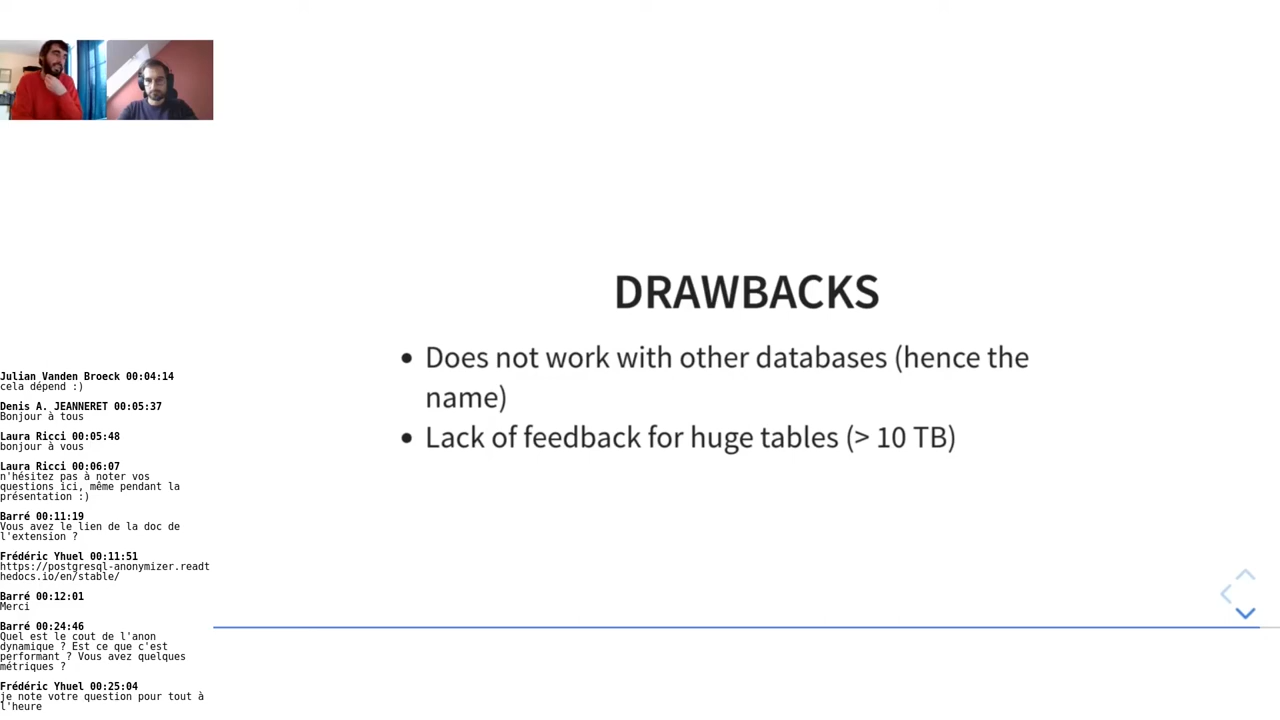 DRAWBACKS
• Does not work with other databases (hence the
name)
• Lack of feedback for huge tables (> 10 TB)
Julian Vanden Broeck 00:04:14
cela dépend :)
Denis A. JEANNERET 00:05:37
Bonjour à tous
Laura Ricci 00:05:48
bonjour à vous
Laura Ricci 00:06:07
n'hésitez pas à noter vos
questions ici, même pendant la
présentation :)
Barré 00:11:19
Vous avez le lien de la doc de
l'extension ?
Frédéric Yhuel 00:11:51
https://postgresql-anonymizer.readt
hedocs.io/en/stable/
Barré 00:12:01
Merci
Barré 00:24:46
Quel est le cout de l'anon
dynamique ? Est ce que c'est
performant ? Vous avez quelques
métriques ?
Frédéric Yhuel 00:25:04
je note votre question pour tout à
l'heure